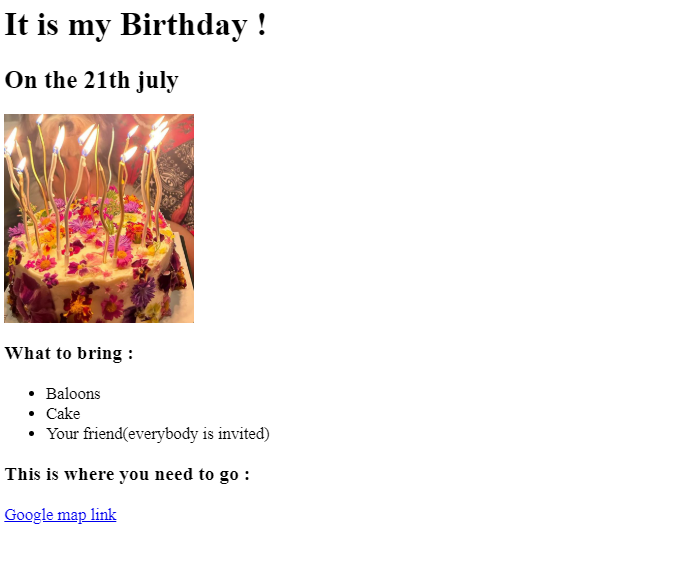 It is my Birthday !
On the 21th july
What to bring :
Baloons
Cake
Your friend(everybody is invited)
This is where you need to go :
Google map link